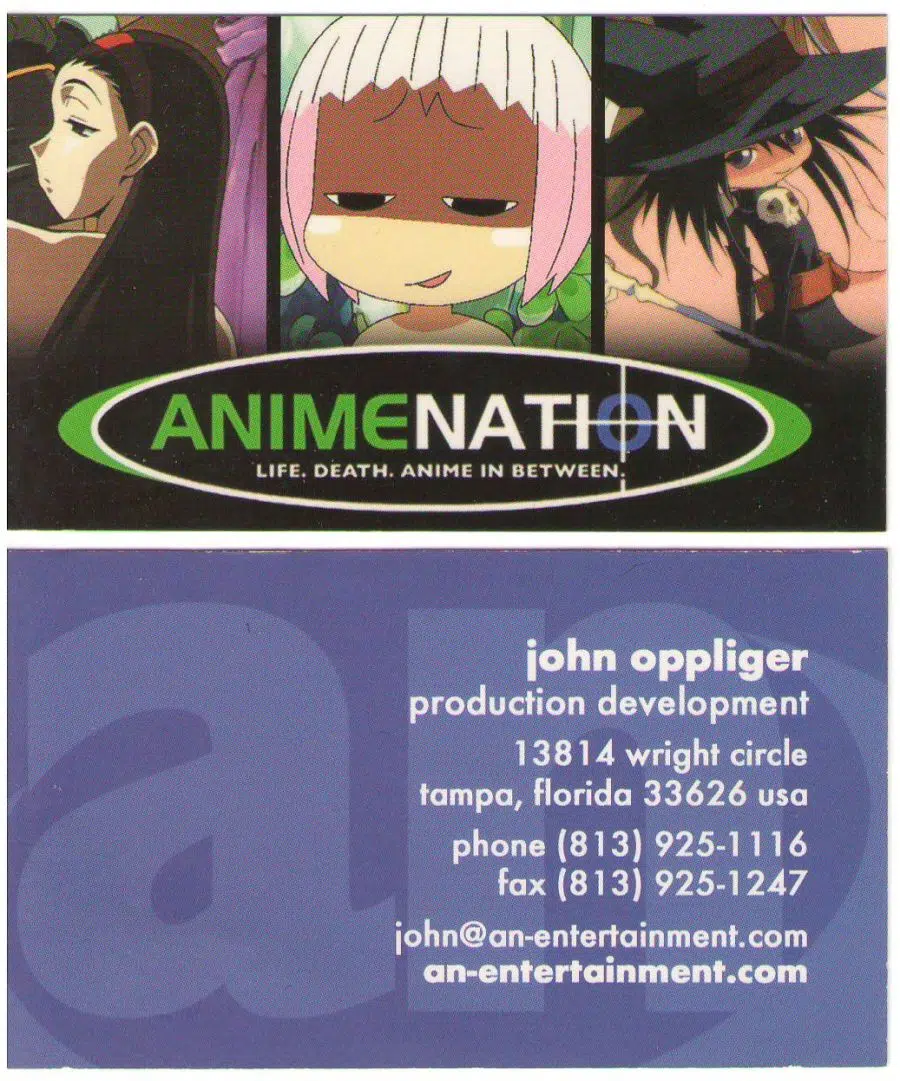 ANIMENATION
LIFE. DEATH. ANIME IN BETWEEN.
an
john oppliger
production development
13814 wright circle
tampa, florida 33626 usa
phone (813) 925-1116
fax (813) 925-1247
john@an-entertainment.com
an-entertainment.com